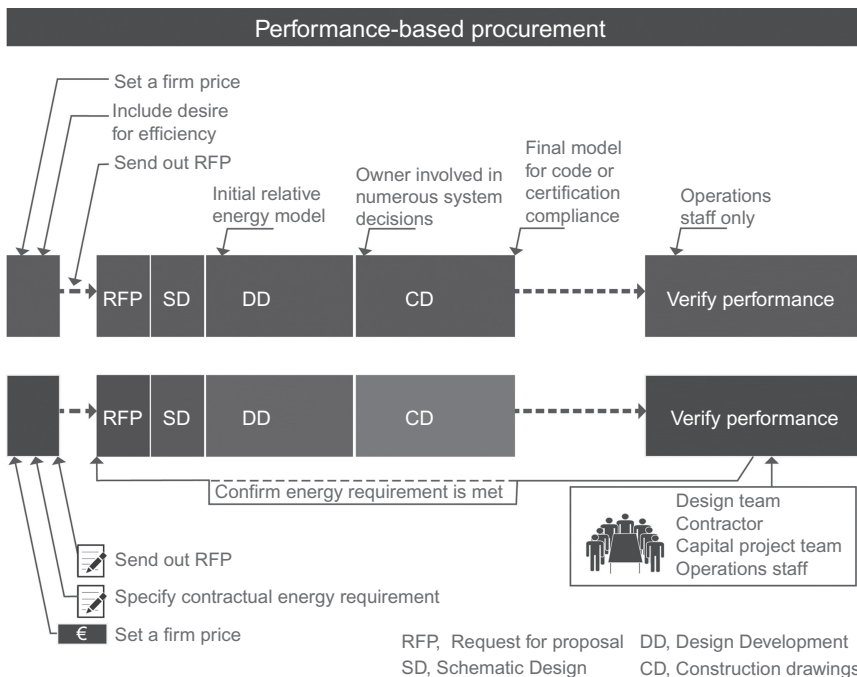 Performance-based procurement
Set a firm price
Include desire
for efficiency
Send out RFP
Initial relative
energy model
Owner involved in
numerous system
decisions
Final model
for code or
certification
compliance
Operations
staff only
RFP
SD
DD
CD
Verify performance
RFP
SD
DD
CD
Verify performance
Confirm energy requirement is met
Design team
Contractor
Capital project team
Operations staff
Send out RFP
Specify contractual energy requirement
€
Set a firm price
RFP, Request for proposal
DD, Design Development
SD, Schematic Design
CD, Construction drawings